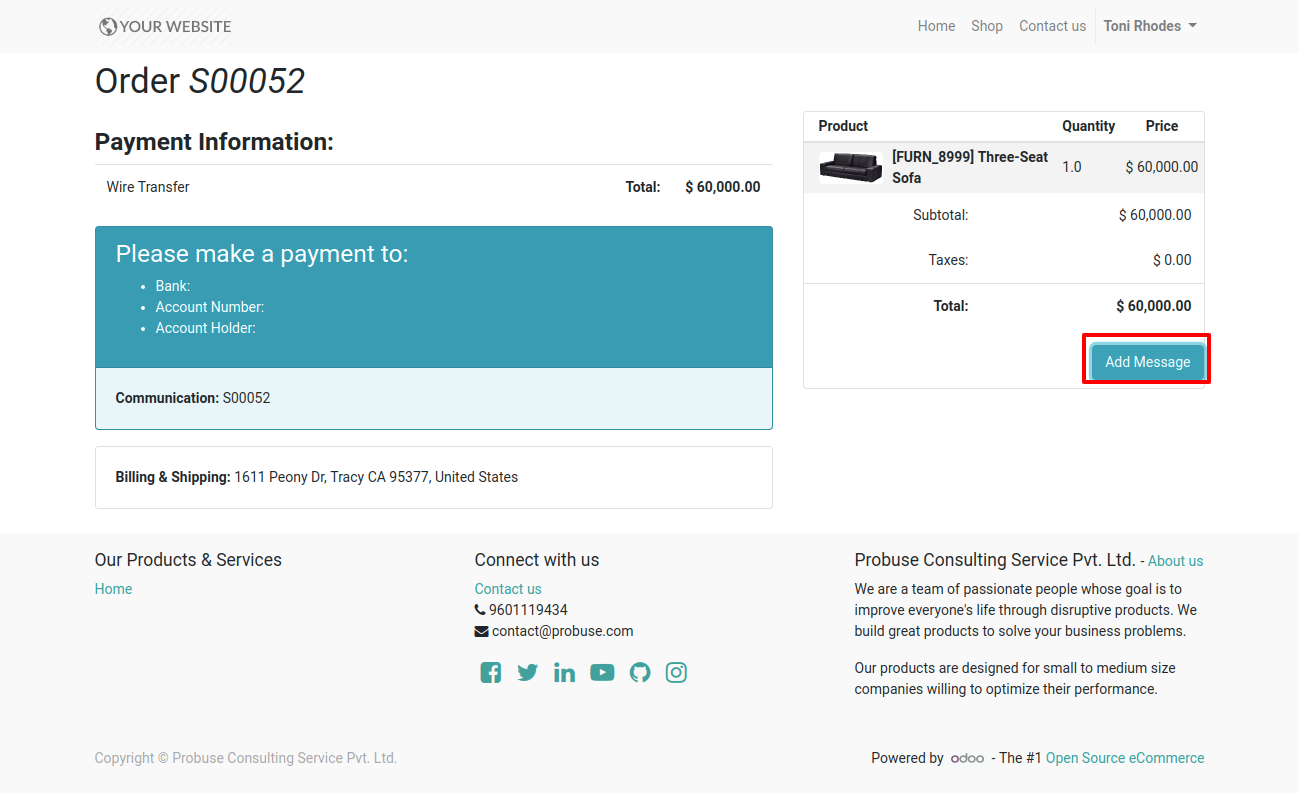 YOUR WEBSITE
Home Shop Contact us Toni Rhodes
Order S00052
Payment Information:
Wire Transfer Total: $ 60,000.00
Please make a payment to:
Bank:
Account Number:
Account Holder:
Communication: S00052
Billing & Shipping: 1611 Peony Dr, Tracy CA 95377, United States
Product Quantity Price
[FURN_8999] Three-Seat
Sofa
1.0 $ 60,000.00
Subtotal: $ 60,000.00
Taxes: $ 0.00
Total: $ 60,000.00
Add Message
Our Products & Services
Home
Connect with us
Contact us
9601119434
contact@probuse.com
Probuse Consulting Service Pvt. Ltd. - About us
We are a team of passionate people whose goal is to
improve everyone's life through disruptive products. We
build great products to solve your business problems.
Our products are designed for small to medium size
companies willing to optimize their performance.
Copyright © Probuse Consulting Service Pvt. Ltd.
Powered by odoo - The #1 Open Source eCommerce